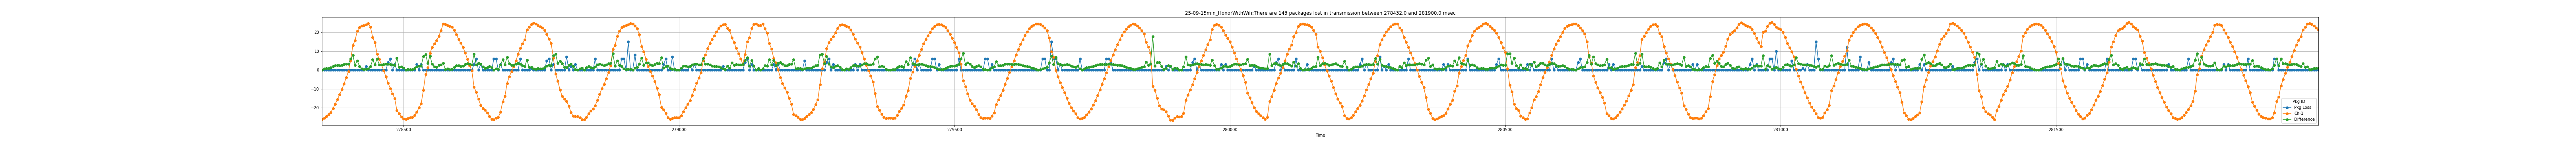 25-09-15min_HonorWithWifi There are 143 packages lost in transmission between 278432.0 and 281900.0 msec
20
10
0
−10
−20
278500 279000 279500 280000 280500 281000 281500
Time
Pkg ID
Pkg Loss
Ch-1
Difference